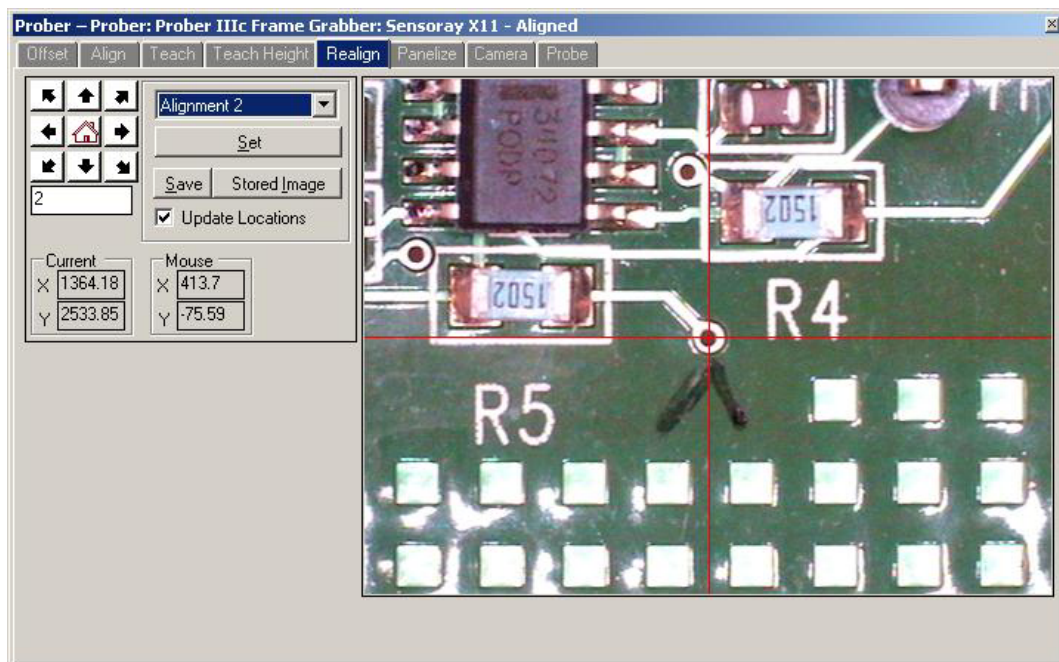 Prober – Prober: Prober IIIc Frame Grabber: Sensoray X11 - Aligned
Offset Align Teach Teach Height Realign Panelize Camera Probe
Alignment 2
Set
Save Stored Image
2
Update Locations
Current
X 1364.18
Y 2533.85
Mouse
X 413.7
Y -75.59
34072
PODP
1502
1502
R4
R5